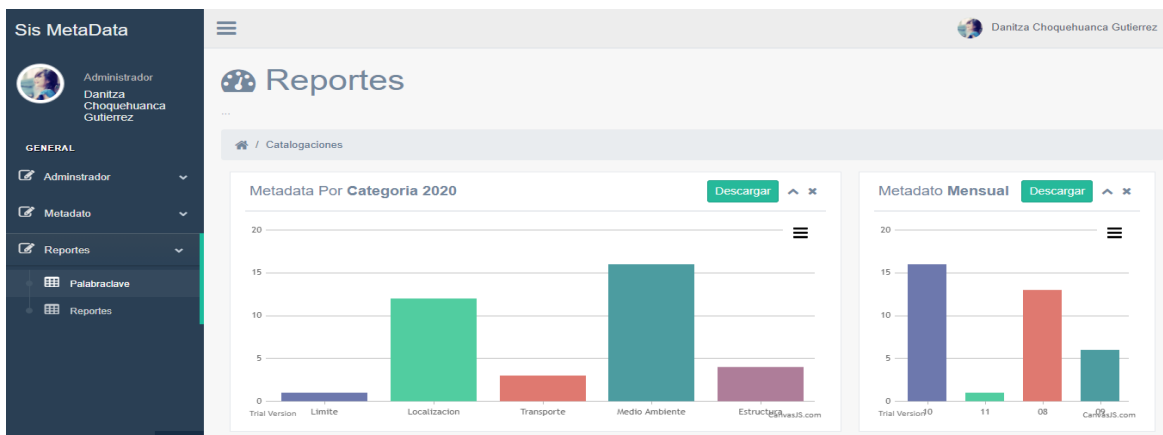 Sis MetaData
Administrador
Danitza
Choquehuanca
Gutierrez
GENERAL
Adminstrador
Metadato
Reportes
Palabraclave
Reportes
Danitza Choquehuanca Gutierrez
Reportes
...
/ Catalogaciones
Metadata Por Categoria 2020
Descargar
20
15
10
5
0
Limite Localizacion Transporte Medio Ambiente Estructura
Trial Version
CanvasJS.com
Metadato Mensual
Descargar
20
15
10
5
0
10 11 08 09
Trial Version
CanvasJS.com